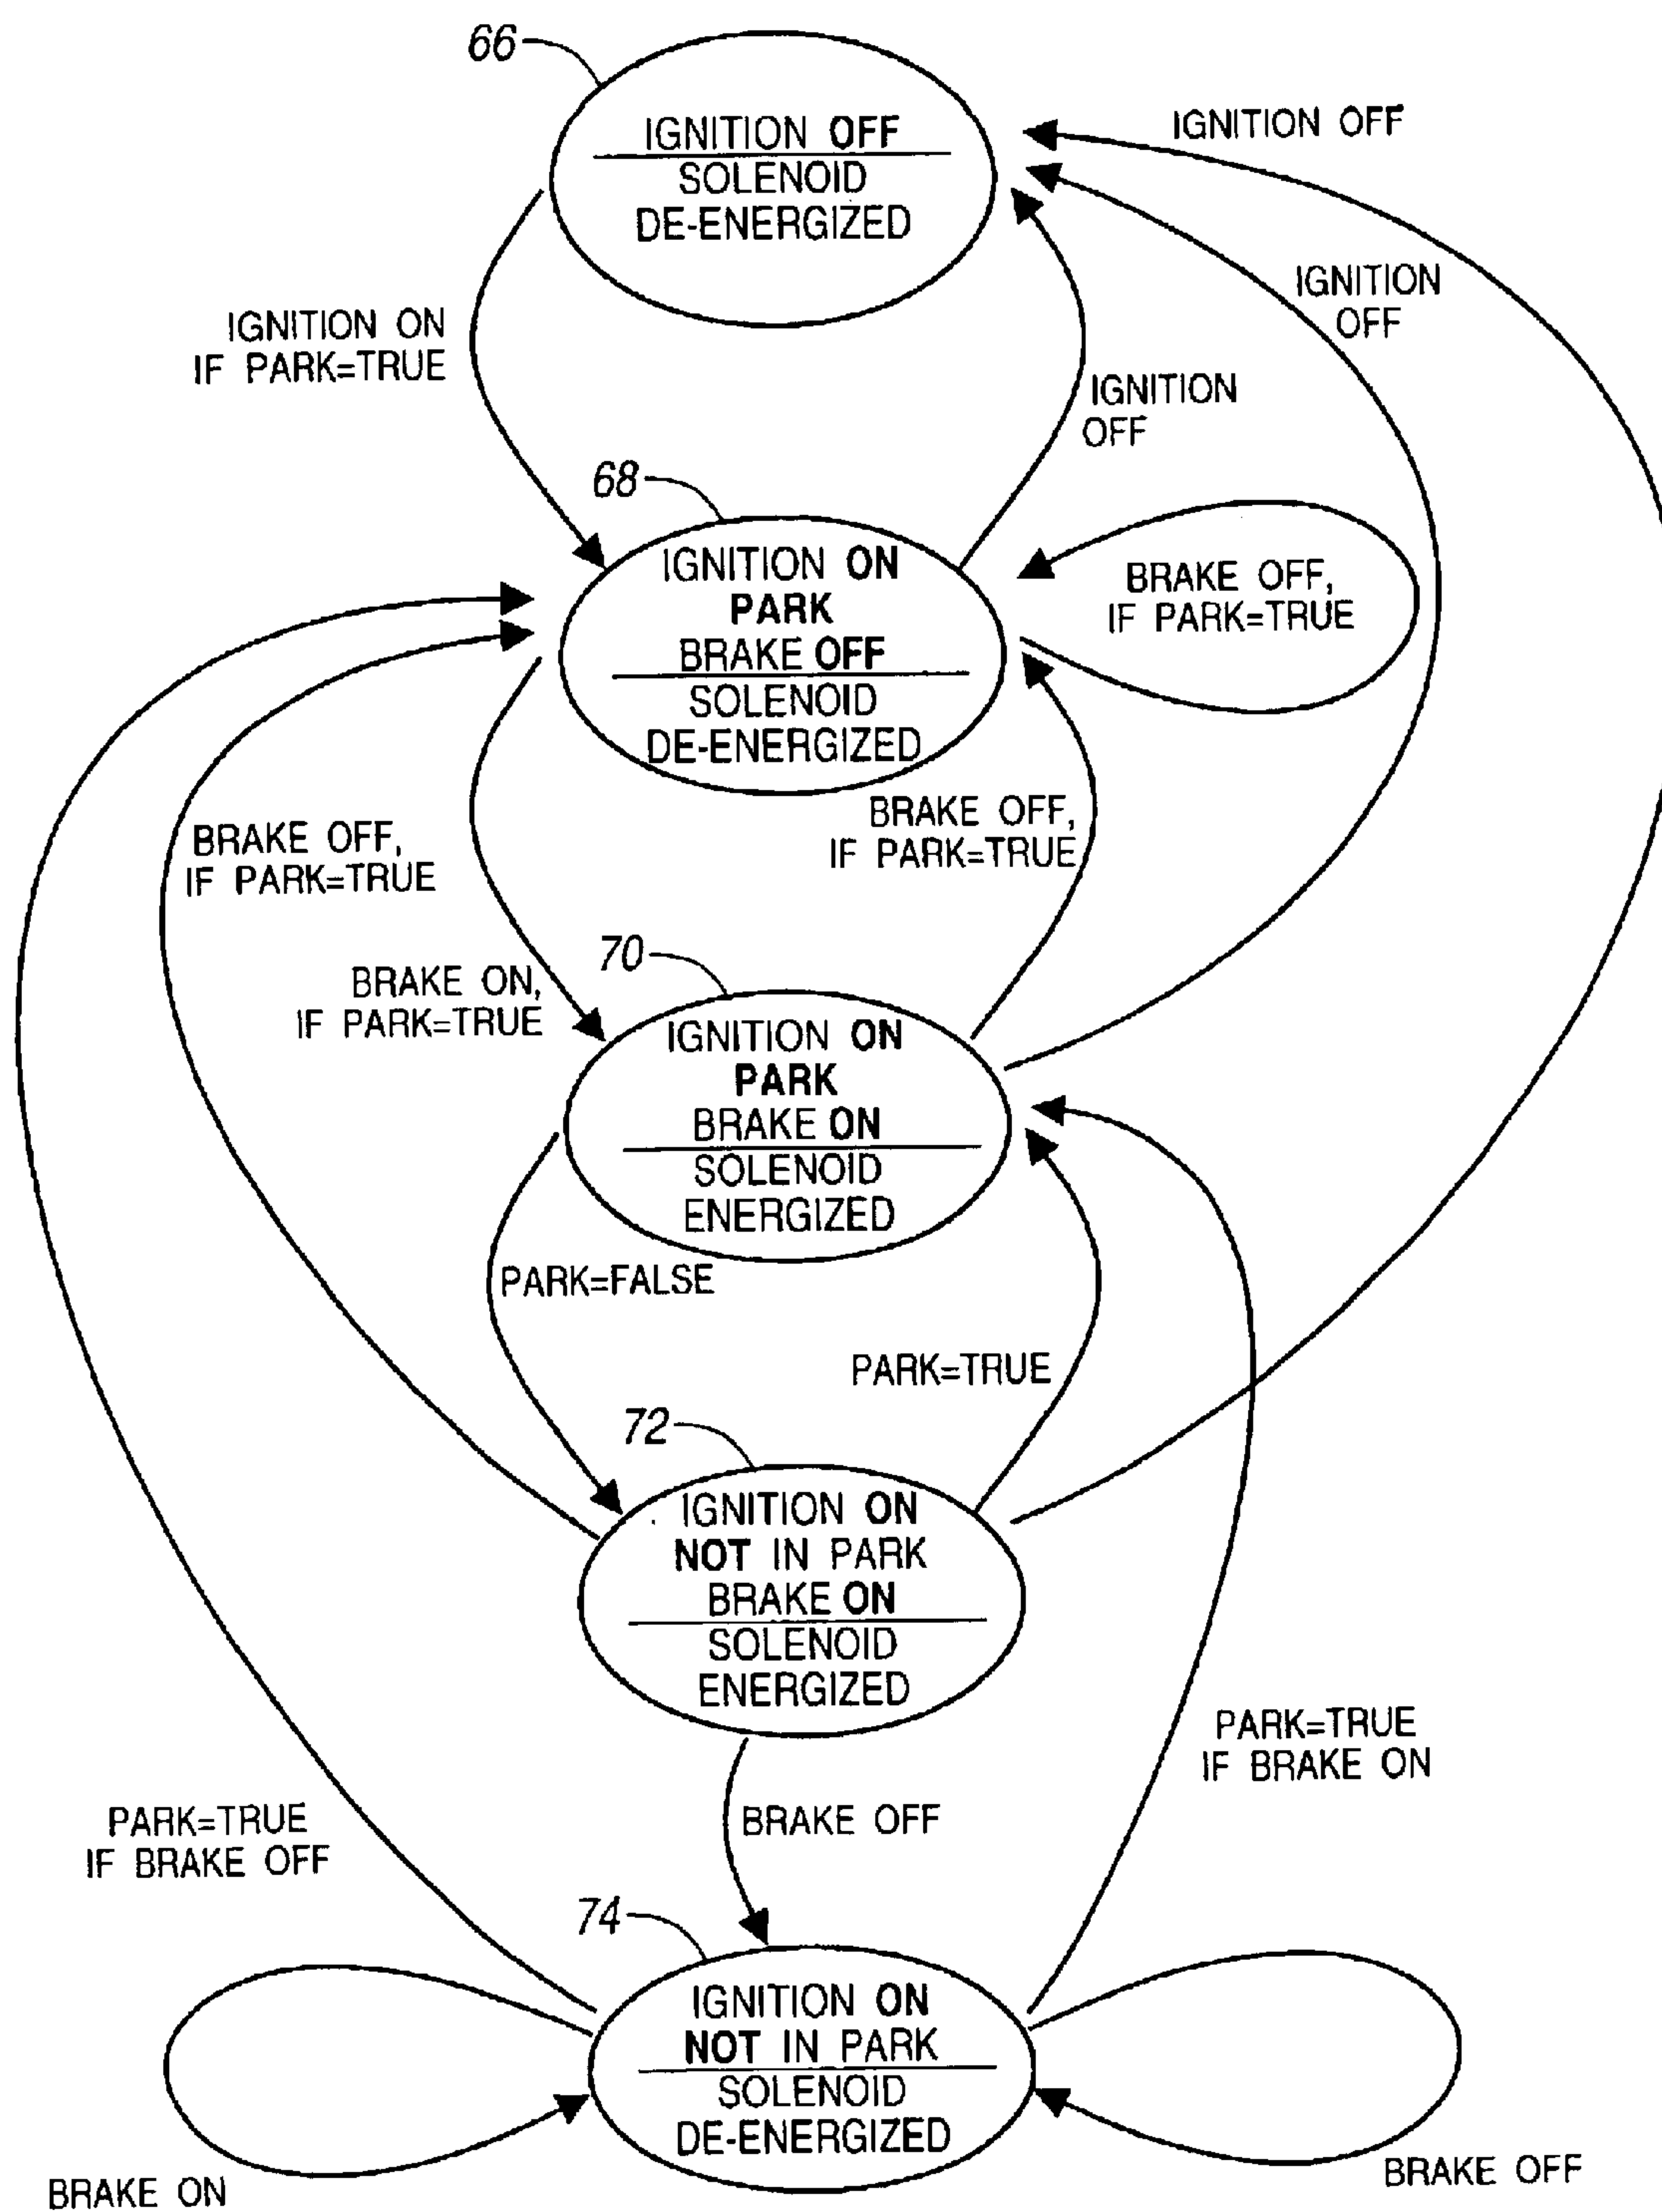 66
IGNITION OFF
SOLENOID
DE-ENERGIZED
IGNITION OFF
IGNITION
OFF
IGNITION ON
IF PARK=TRUE
IGNITION
OFF
68
IGNITION ON
PARK
BRAKE OFF
SOLENOID
DE-ENERGIZED
BRAKE OFF,
IF PARK=TRUE
BRAKE OFF,
IF PARK=TRUE
BRAKE OFF,
IF PARK=TRUE
BRAKE ON,
IF PARK=TRUE
70
IGNITION ON
PARK
BRAKE ON
SOLENOID
ENERGIZED
PARK=FALSE
PARK=TRUE
72
IGNITION ON
NOT IN PARK
BRAKE ON
SOLENOID
ENERGIZED
PARK=TRUE
IF BRAKE ON
BRAKE OFF
PARK=TRUE
IF BRAKE OFF
74
IGNITION ON
NOT IN PARK
SOLENOID
DE-ENERGIZED
BRAKE ON
BRAKE OFF